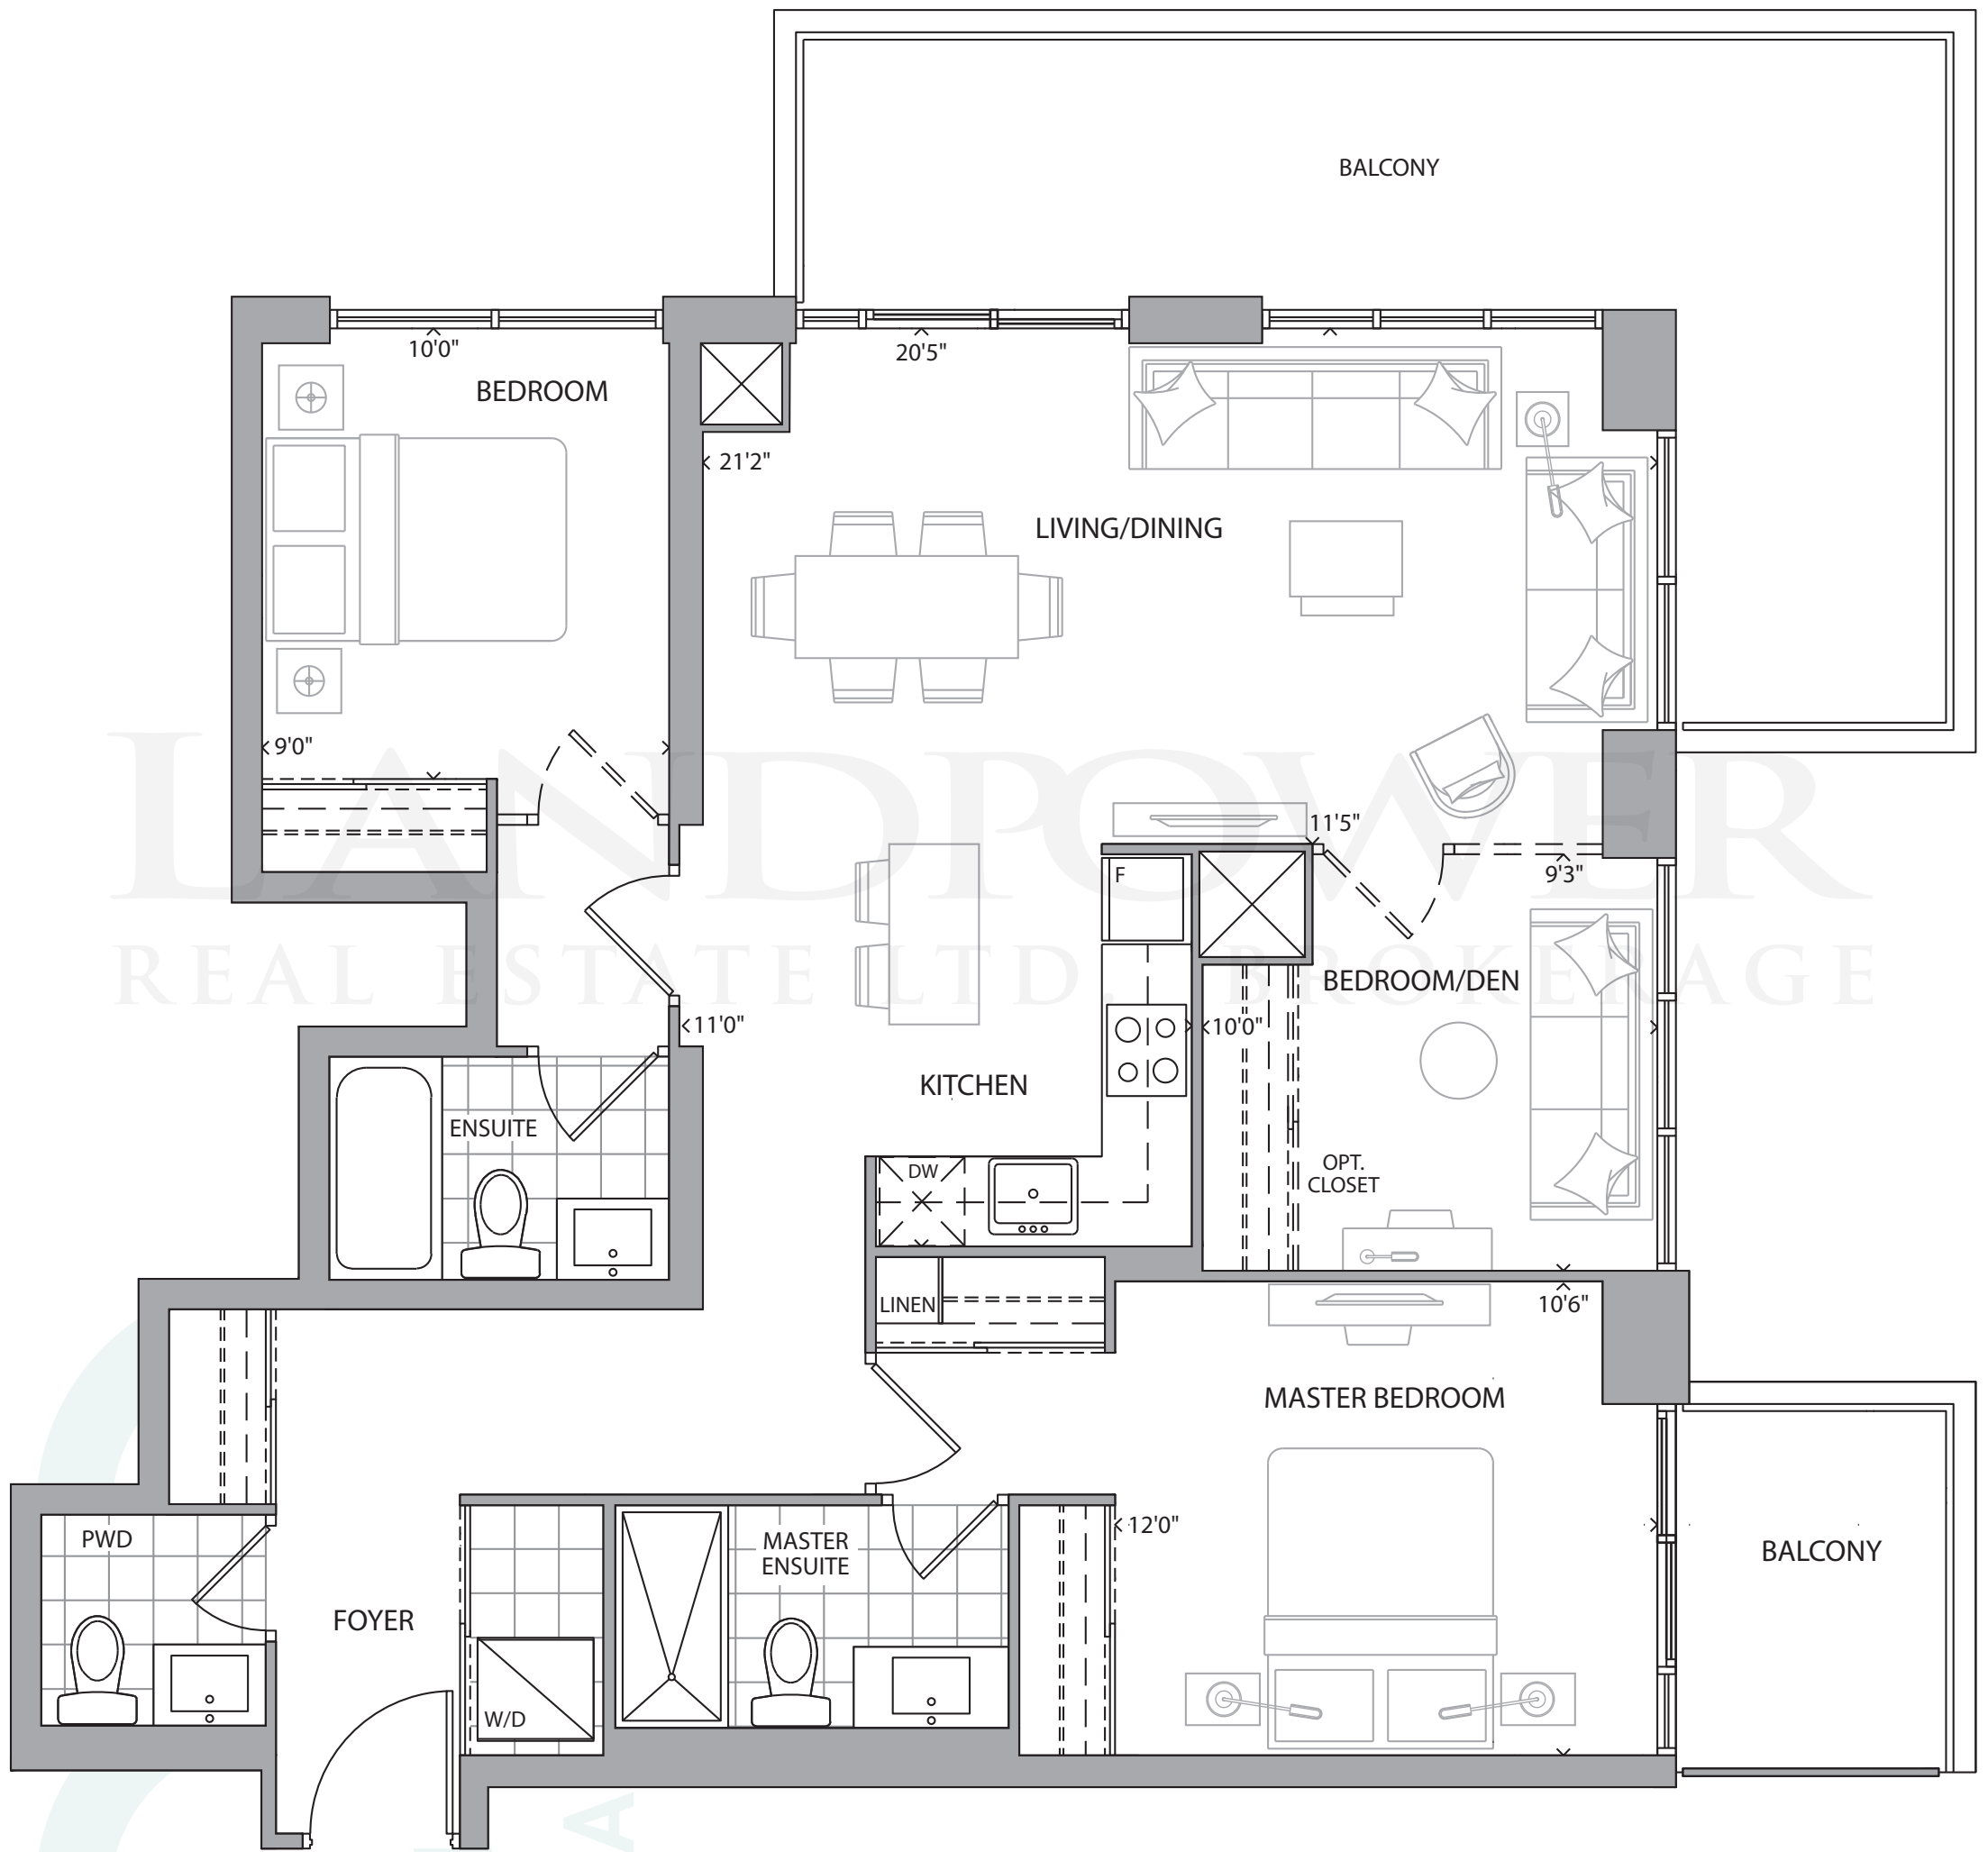 BALCONY
10'0"
20'5"
BEDROOM
21'2"
LIVING/DINING
9'0"
LANDPOWER
11'5"
F
9'3"
REAL ESTATE LTD. BROKERAGE
BEDROOM/DEN
11'0"
10'0"
KITCHEN
ENSUITE
DW
OPT.
CLOSET
LINEN
10'6"
MASTER BEDROOM
12'0"
PWD
MASTER
ENSUITE
BALCONY
FOYER
W/D
A